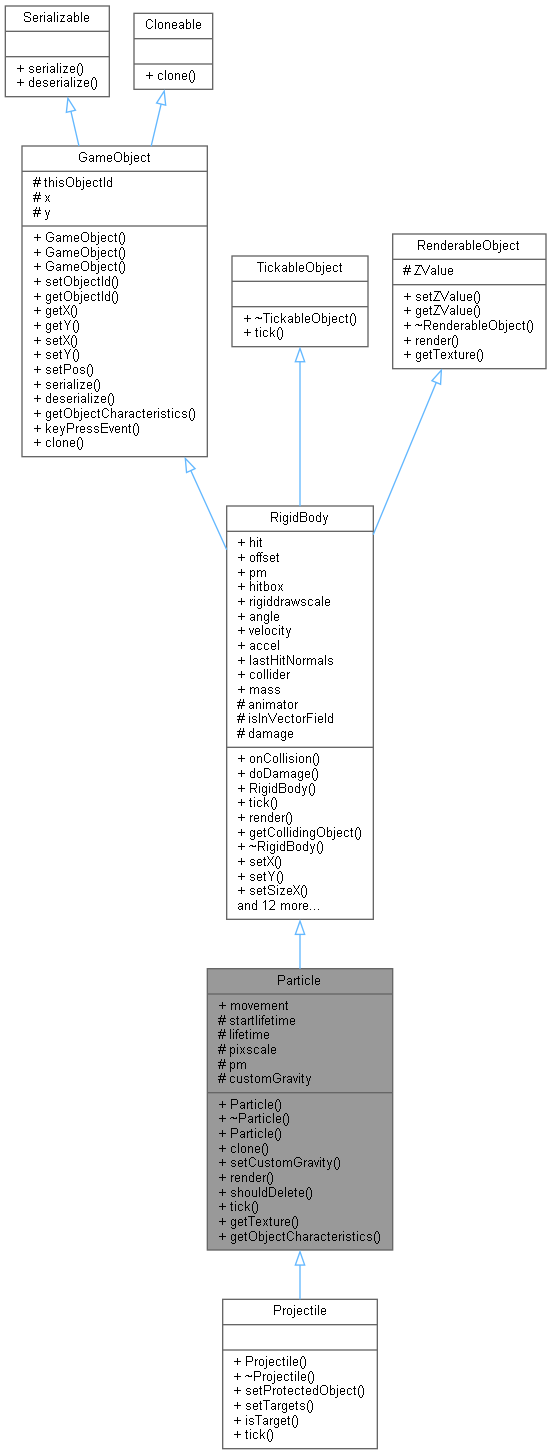 Serializable
+ serialize()
+ deserialize()
Cloneable
+ clone()
GameObject
# thisObjectId
# x
# y
+ GameObject()
+ GameObject()
+ GameObject()
+ setObjectId()
+ getObjectId()
+ getX()
+ getY()
+ setX()
+ setY()
+ setPos()
+ serialize()
+ deserialize()
+ getObjectCharacteristics()
+ keyPressEvent()
+ clone()
TickableObject
+ ~TickableObject()
+ tick()
RenderableObject
# ZValue
+ setZValue()
+ getZValue()
+ ~RenderableObject()
+ render()
+ getTexture()
RigidBody
+ hit
+ offset
+ pm
+ hitbox
+ rigiddrawscale
+ angle
+ velocity
+ accel
+ lastHitNormals
+ collider
+ mass
# animator
# isInVectorField
# damage
+ onCollision()
+ doDamage()
+ RigidBody()
+ tick()
+ render()
+ getCollidingObject()
+ ~RigidBody()
+ setX()
+ setY()
+ setSizeX()
and 12 more...
Particle
+ movement
# startlifetime
# lifetime
# pixscale
# pm
# customGravity
+ Particle()
+ ~Particle()
+ Particle()
+ clone()
+ setCustomGravity()
+ render()
+ shouldDelete()
+ tick()
+ getTexture()
+ getObjectCharacteristics()
Projectile
+ Projectile()
+ ~Projectile()
+ setProtectedObject()
+ setTargets()
+ isTarget()
+ tick()